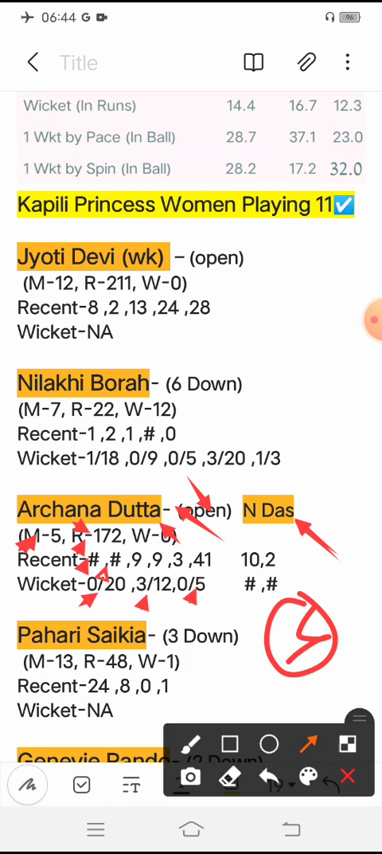 06:44 G
96
Title
Wicket (In Runs) 14.4 16.7 12.3
1 Wkt by Pace (In Ball) 28.7 37.1 23.0
1 Wkt by Spin (In Ball) 28.2 17.2 32.0
Kapili Princess Women Playing 11☑
Jyoti Devi (wk) – (open)
(M-12, R-211, W-0)
Recent-8 ,2 ,13 ,24 ,28
Wicket-NA
Nilakhi Borah- (6 Down)
(M-7, R-22, W-12)
Recent-1 ,2 ,1 ,# ,0
Wicket-1/18 ,0/9 ,0/5 ,3/20 ,1/3
Archana Dutta- (open) N Das
(M-5, R-172, W-0)
Recent-# ,# ,9 ,9 ,3 ,41 10,2
Wicket-0/20 ,3/12,0/5 # ,#
Pahari Saikia- (3 Down)
(M-13, R-48, W-1)
Recent-24 ,8 ,0 ,1
Wicket-NA